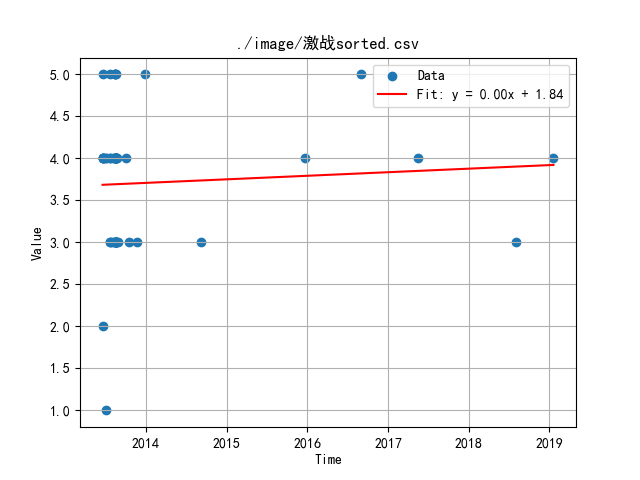 ./image/激战sorted.csv
Data
Fit: y = 0.00x + 1.84
Value
5.0
4.5
4.0
3.5
3.0
2.5
2.0
1.5
1.0
2014 2015 2016 2017 2018 2019
Time